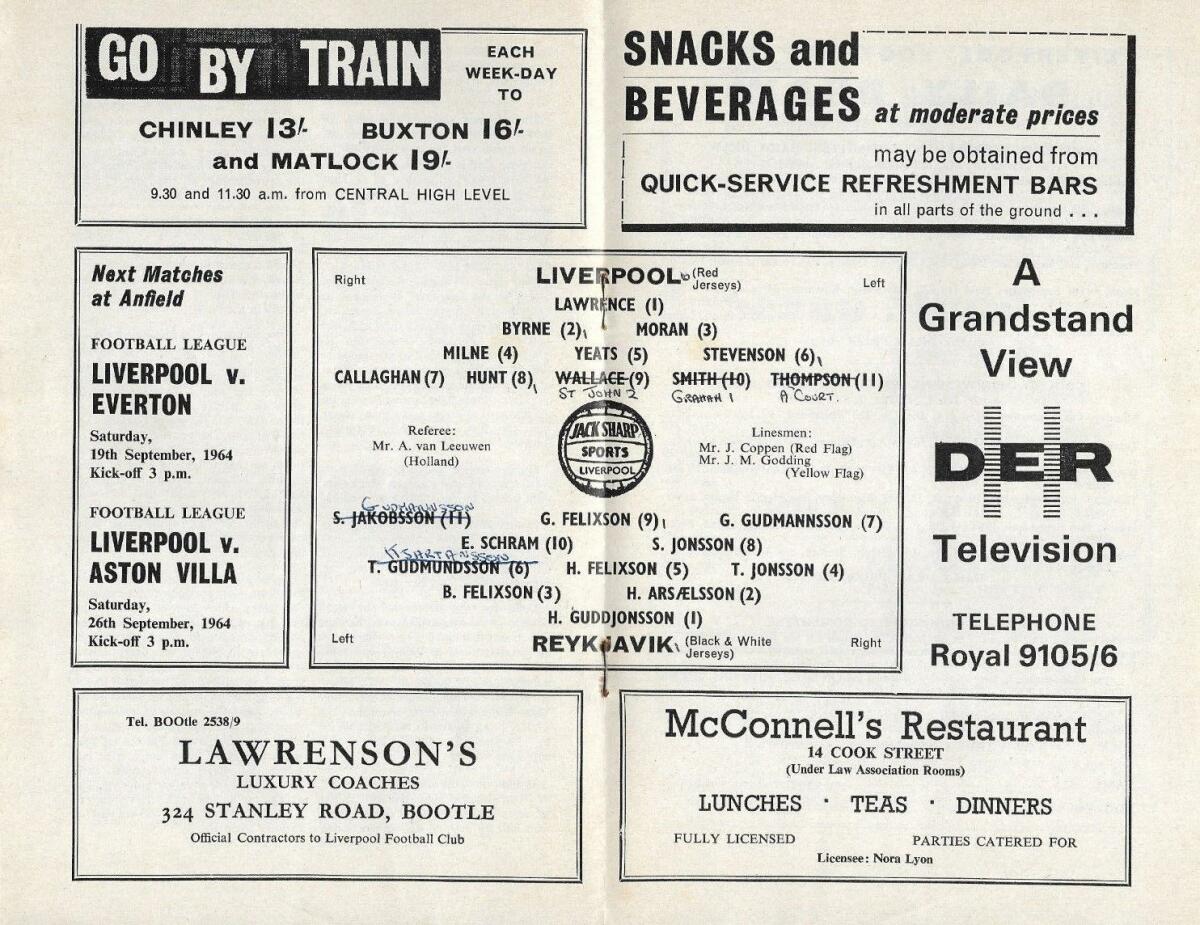 GO BY TRAIN
EACH
WEEK-DAY
TO
CHINLEY 13/- BUXTON 16/-
and MATLOCK 19/-
9.30 and 11.30 a.m. from CENTRAL HIGH LEVEL
SNACKS and
BEVERAGES at moderate prices
may be obtained from
QUICK-SERVICE REFRESHMENT BARS
in all parts of the ground . . .
Next Matches
at Anfield
FOOTBALL LEAGUE
LIVERPOOL v.
EVERTON
Saturday,
19th September, 1964
Kick-off 3 p.m.
FOOTBALL LEAGUE
LIVERPOOL v.
ASTON VILLA
Saturday,
26th September, 1964
Kick-off 3 p.m.
Right LIVERPOOL (Red Jerseys) Left
LAWRENCE (1)
BYRNE (2) MORAN (3)
MILNE (4) YEATS (5) STEVENSON (6)
CALLAGHAN (7) HUNT (8) WALLACE (9) SMITH (10) THOMPSON (11)
ST JOHN 2 GRAHAM 1 A COURT.
Referee:
Mr. A. van Leeuwen
(Holland)
JACK SHARP
SPORTS
LIVERPOOL
Linesmen:
Mr. J. Coppen (Red Flag)
Mr. J. M. Godding
(Yellow Flag)
GUDMANNSSON
S. JAKOBSSON (11) G. FELIXSON (9) G. GUDMANNSSON (7)
E. SCHRAM (10) S. JONSSON (8)
KJARTANSSON
T. GUDMUNDSSON (6) H. FELIXSON (5) T. JONSSON (4)
B. FELIXSON (3) H. ARSÆLSSON (2)
H. GUDDJONSSON (1)
Left REYKJAVIK (Black & White Jerseys) Right
A
Grandstand
View
DER
Television
TELEPHONE
Royal 9105/6
Tel. BOOtle 2538/9
LAWRENSON'S
LUXURY COACHES
324 STANLEY ROAD, BOOTLE
Official Contractors to Liverpool Football Club
McConnell's Restaurant
14 COOK STREET
(Under Law Association Rooms)
LUNCHES · TEAS · DINNERS
FULLY LICENSED PARTIES CATERED FOR
Licensee: Nora Lyon